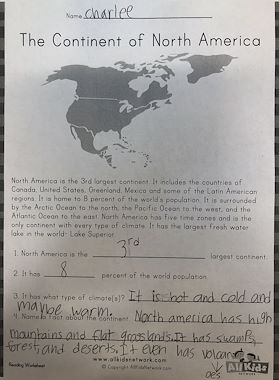 Name charlee
The Continent of North America
North America is the 3rd largest continent. It includes the countries of
Canada, United States, Greenland, Mexico and some of the Latin American
regions. It is home to 8 percent of the world's population. It is surrounded
by the Arctic Ocean to the north, the Pacific Ocean to the west, and the
Atlantic Ocean to the east. North America has five time zones and is the
only continent with every type of climate. It has the largest fresh water
lake in the world- Lake Superior.
1. North America is the 3rd largest continent.
2. It has 8 percent of the world population.
3. It has what type of climate(s)? It is hot and cold and
maybe warm.
4. Name a fact about the continent. North america has high
mountains and flat grasslands. It has swamps,
forest, and deserts. It even has volcan
oes
Reading Worksheet
www.allkidsnetwork.com
Copyright allkidsnetwork.com
All Kids
Network